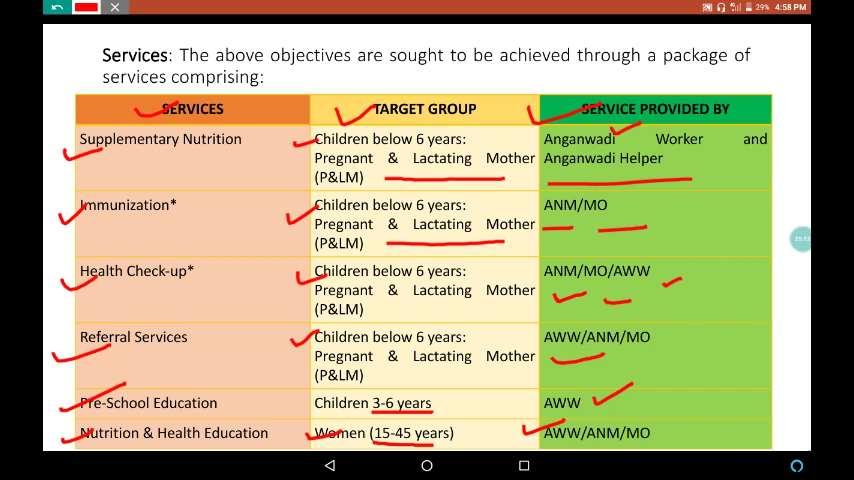 29% 4:58 PM
Services: The above objectives are sought to be achieved through a package of
services comprising:
SERVICES TARGET GROUP SERVICE PROVIDED BY
Supplementary Nutrition Children below 6 years: Anganwadi Worker and
Pregnant & Lactating Mother Anganwadi Helper
(P&LM)
Immunization* Children below 6 years: ANM/MO
Pregnant & Lactating Mother
(P&LM)
Health Check-up* Children below 6 years: ANM/MO/AWW
Pregnant & Lactating Mother
(P&LM)
Referral Services Children below 6 years: AWW/ANM/MO
Pregnant & Lactating Mother
(P&LM)
Pre-School Education Children 3-6 years AWW
Nutrition & Health Education Women (15-45 years) AWW/ANM/MO